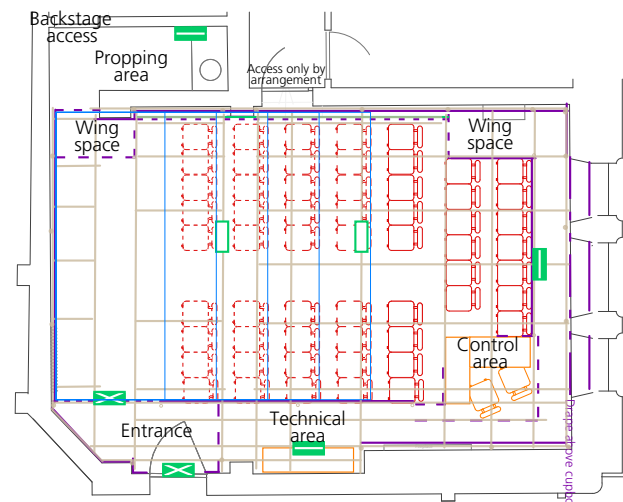 Backstage
access
Propping
area
Access only by
arrangement
Wing
space
Wing
space
Control
area
Entrance
Technical
area
Drape above cupbo